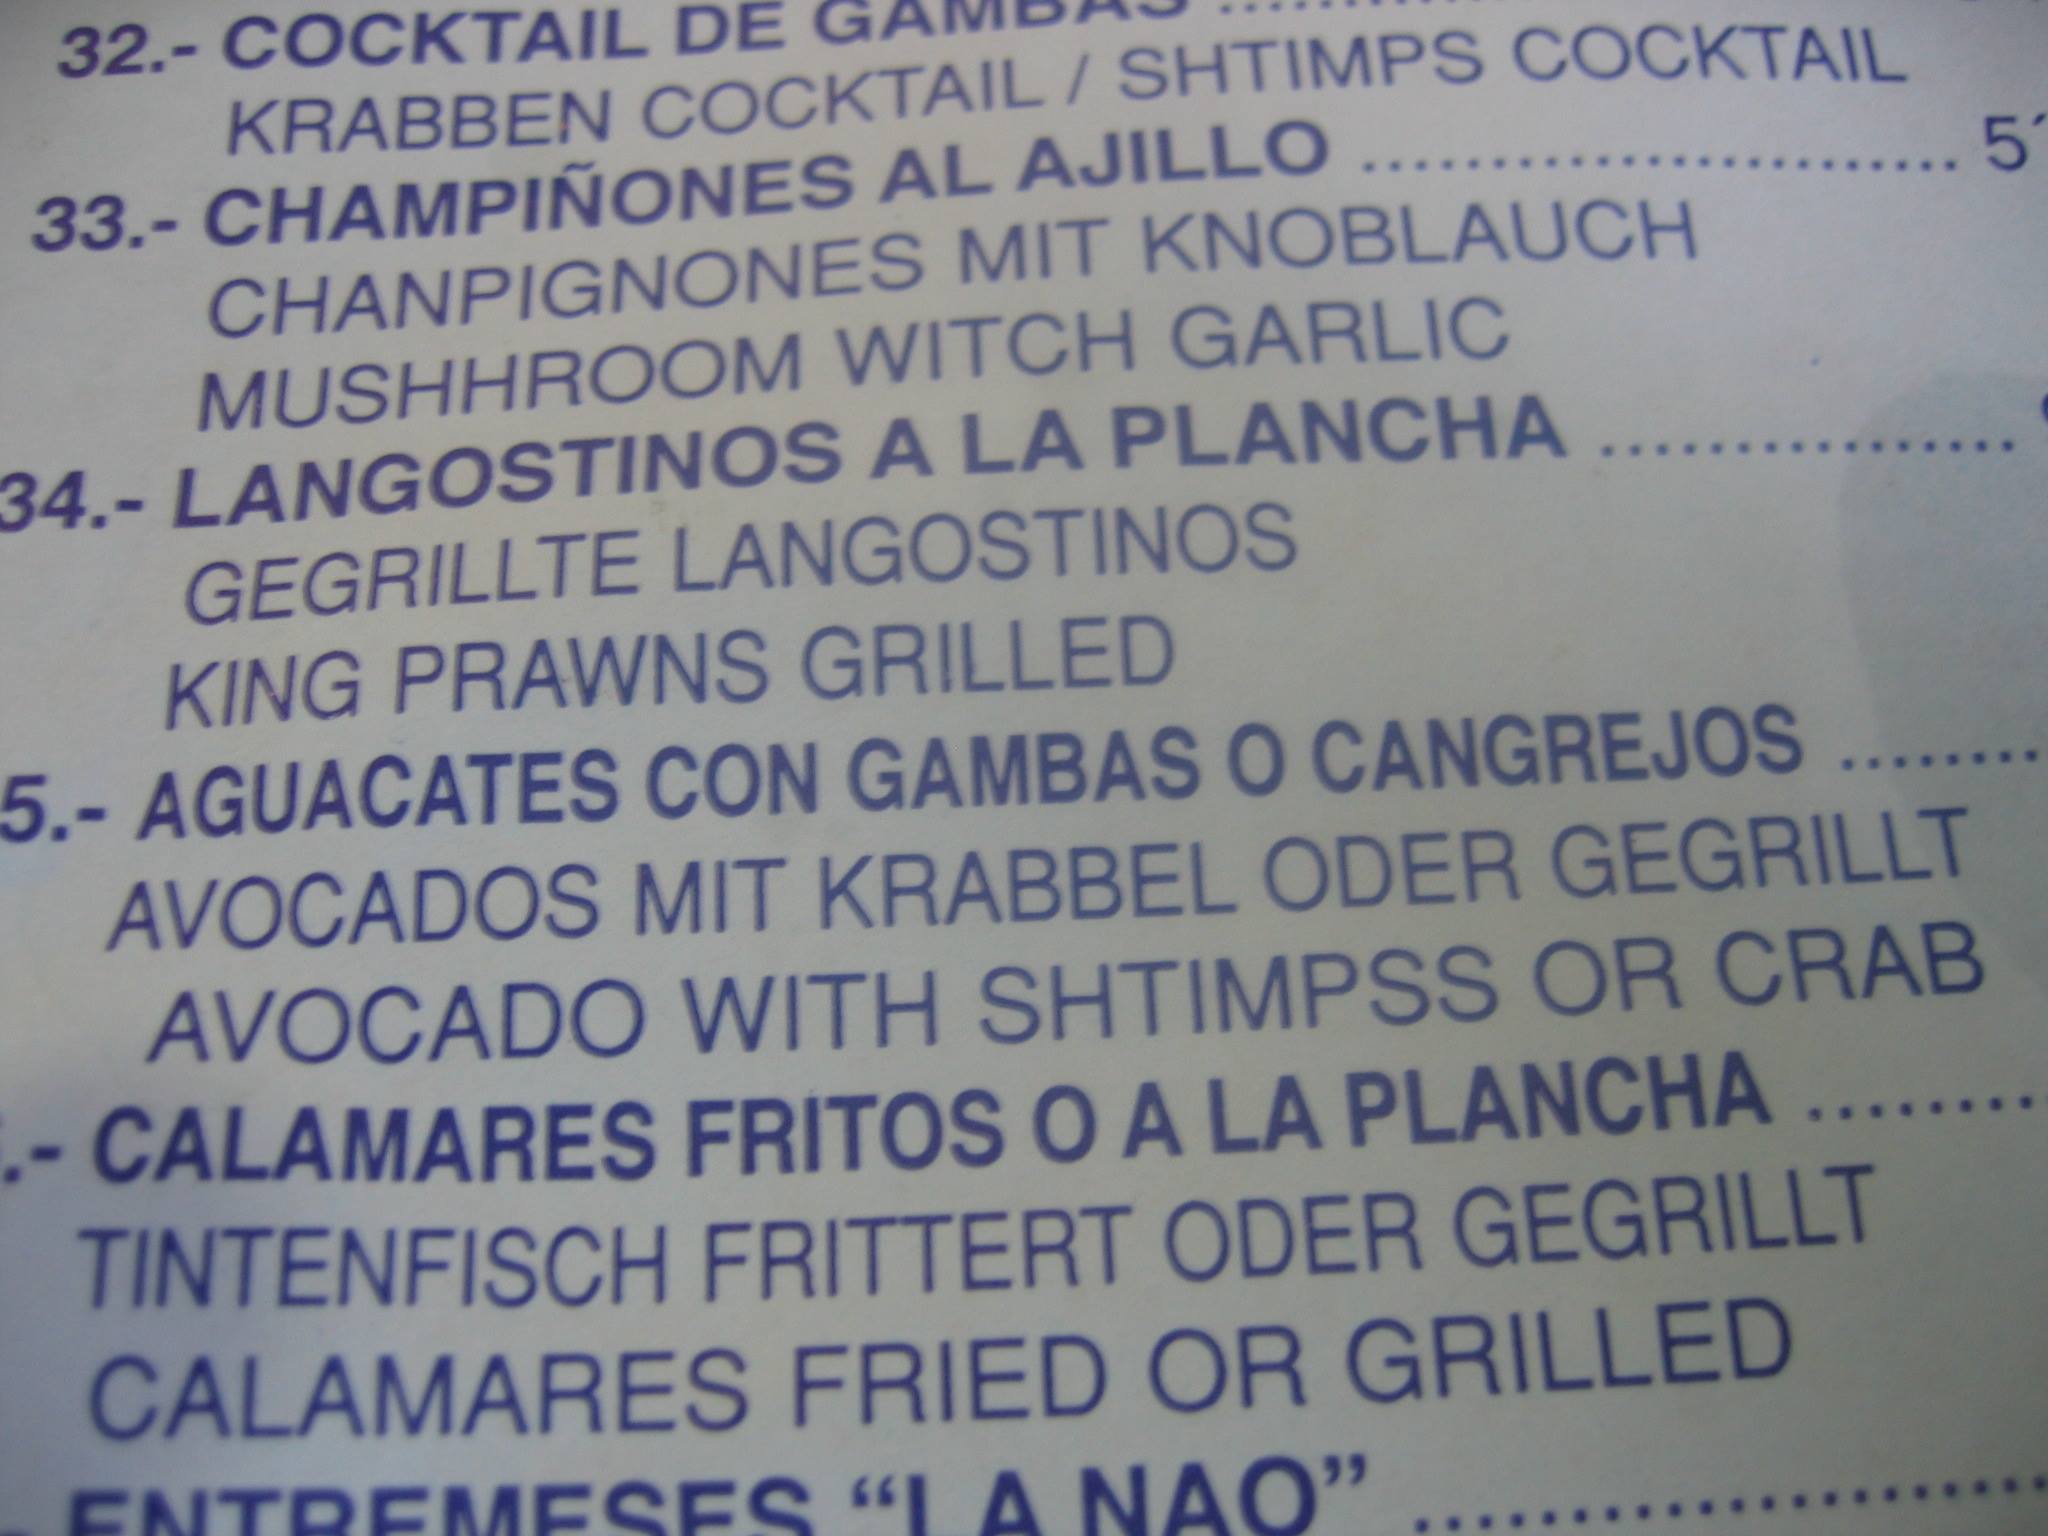 32.- COCKTAIL DE GAMBAS ..............
KRABBEN COCKTAIL / SHTIMPS COCKTAIL
33.- CHAMPIÑONES AL AJILLO ........................ 5´
CHANPIGNONES MIT KNOBLAUCH
MUSHHROOM WITCH GARLIC
34.- LANGOSTINOS A LA PLANCHA ................
GEGRILLTE LANGOSTINOS
KING PRAWNS GRILLED
5.- AGUACATES CON GAMBAS O CANGREJOS ........
AVOCADOS MIT KRABBEL ODER GEGRILLT
AVOCADO WITH SHTIMPSS OR CRAB
.- CALAMARES FRITOS O A LA PLANCHA ........
TINTENFISCH FRITTERT ODER GEGRILLT
CALAMARES FRIED OR GRILLED
ENTREMESES “LA NAO” .....................